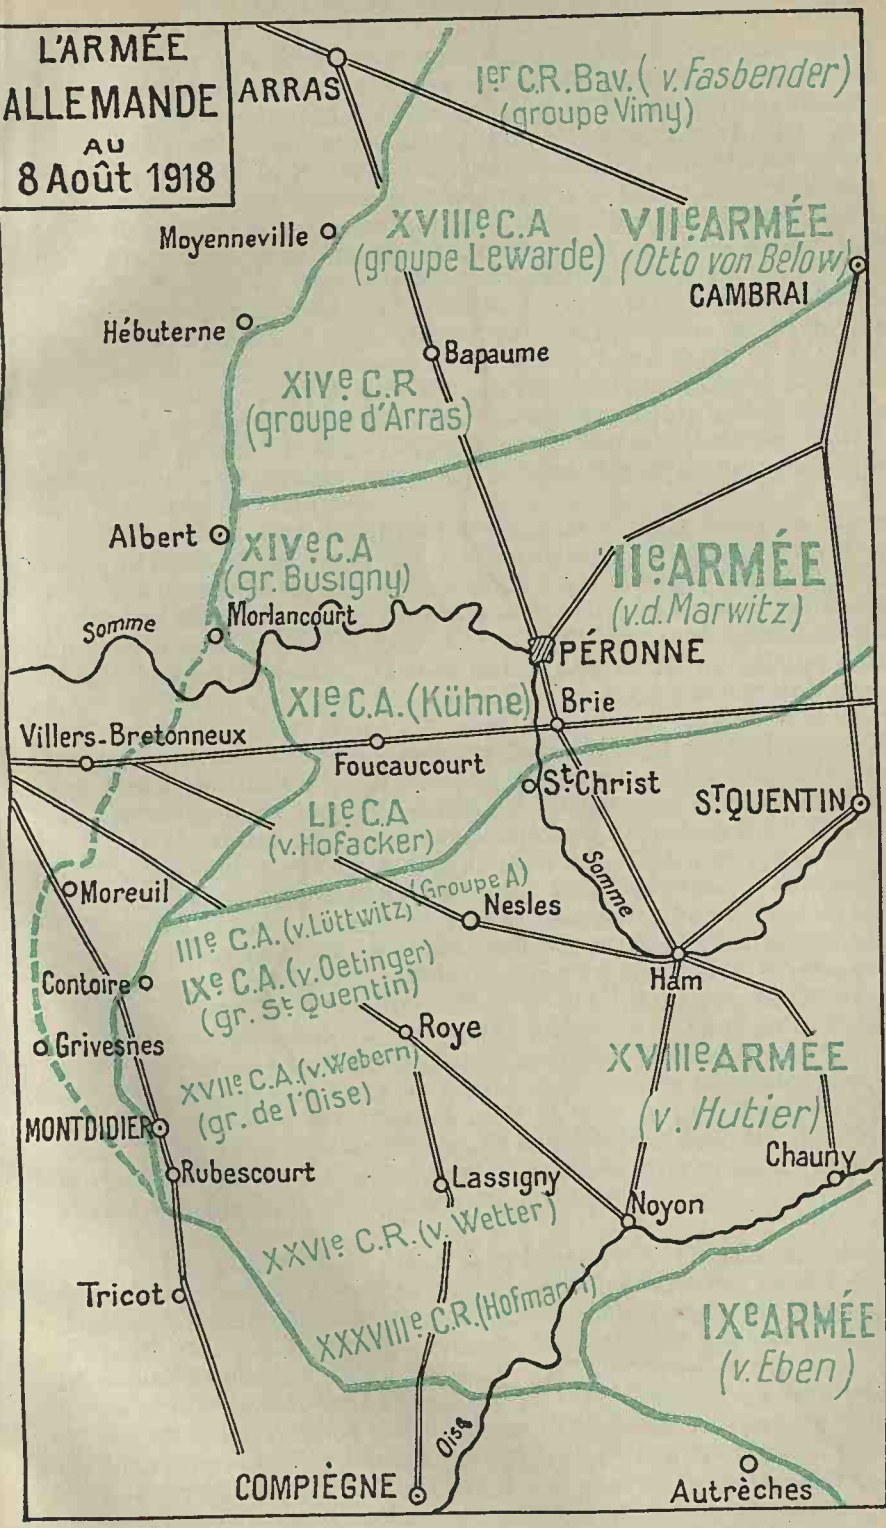 L'ARMÉE
ALLEMANDE
AU
8 Août 1918
ARRAS
Ier C.R. Bav. (v. Fasbender)
(groupe Vimy)
Moyenneville
XVIIIe C.A
(groupe Lewarde)
VIIe ARMÉE
(Otto von Below)
CAMBRAI
Hébuterne
Bapaume
XIVe C.R
(groupe d'Arras)
Albert
XIVe C.A
(gr. Busigny)
IIe ARMÉE
(v.d. Marwitz)
Somme
Morlancourt
PÉRONNE
XIe C.A. (Kühne)
Brie
Villers-Bretonneux
Foucaucourt
St Christ
ST QUENTIN
LIe C.A
(v. Hofacker)
Somme
Moreuil
(Groupe A)
IIIe C.A. (v. Lüttwitz)
Nesles
IXe C.A. (v. Oetinger)
(gr. St Quentin)
Contoire
Ham
Roye
Grivesnes
XVIIIe ARMÉE
(v. Hutier)
XVIIe C.A. (v. Webern)
(gr. de l'Oise)
MONTDIDIER
Chauny
Rubescourt
Lassigny
Noyon
XXVIe C.R. (v. Wetter)
Tricot
XXXVIIIe C.R. (Hofmann)
IXe ARMÉE
(v. Eben)
Oise
COMPIÈGNE
Autrèches